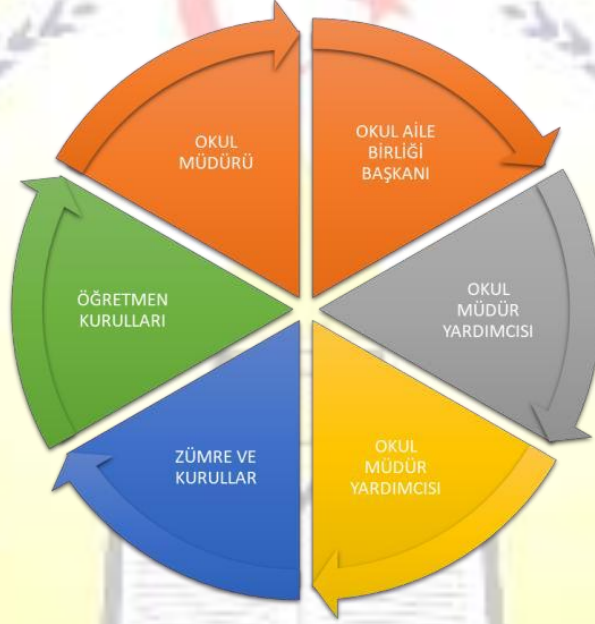 OKUL
MÜDÜRÜ
OKUL AİLE
BİRLİĞİ
BAŞKANI
OKUL
MÜDÜR
YARDIMCISI
OKUL
MÜDÜR
YARDIMCISI
ZÜMRE VE
KURULLAR
ÖĞRETMEN
KURULLARI